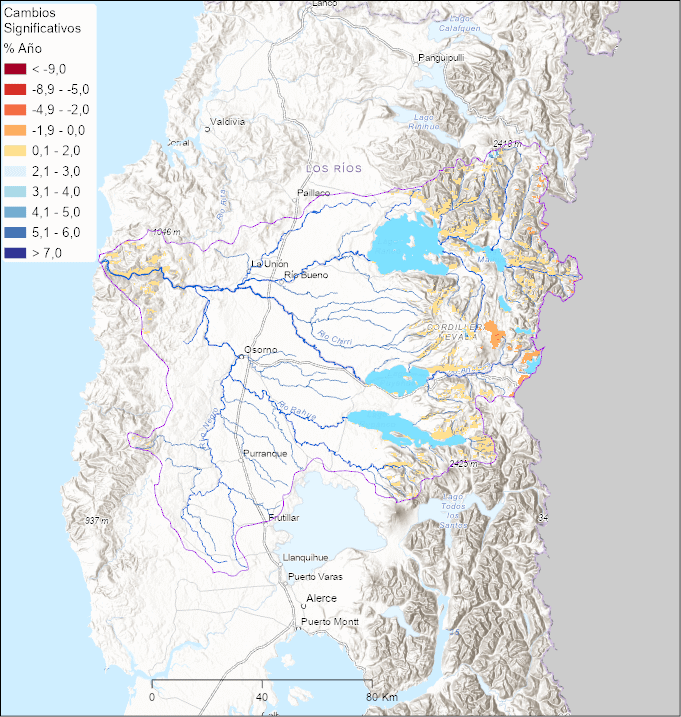 Cambios
Significativos
% Año
< -9,0
-8,9 - -5,0
-4,9 - -2,0
-1,9 - 0,0
0,1 - 2,0
2,1 - 3,0
3,1 - 4,0
4,1 - 5,0
5,1 - 6,0
> 7,0
Lanco
Lago
Calafquen
Panguipulli
Lago
Riñihue
Valdivia
2413 m
LOS RÍOS
Paillaco
1046 m
La Unión
Río Bueno
CORDILLERA
NEVADA
Osorno
Río Rahue
Río Negro
Purranque
2425 m
Lago
Todos
los
Santos
937 m
34
Frutillar
Llanquihue
Puerto Varas
Alerce
Puerto Montt
0
40
80 Km